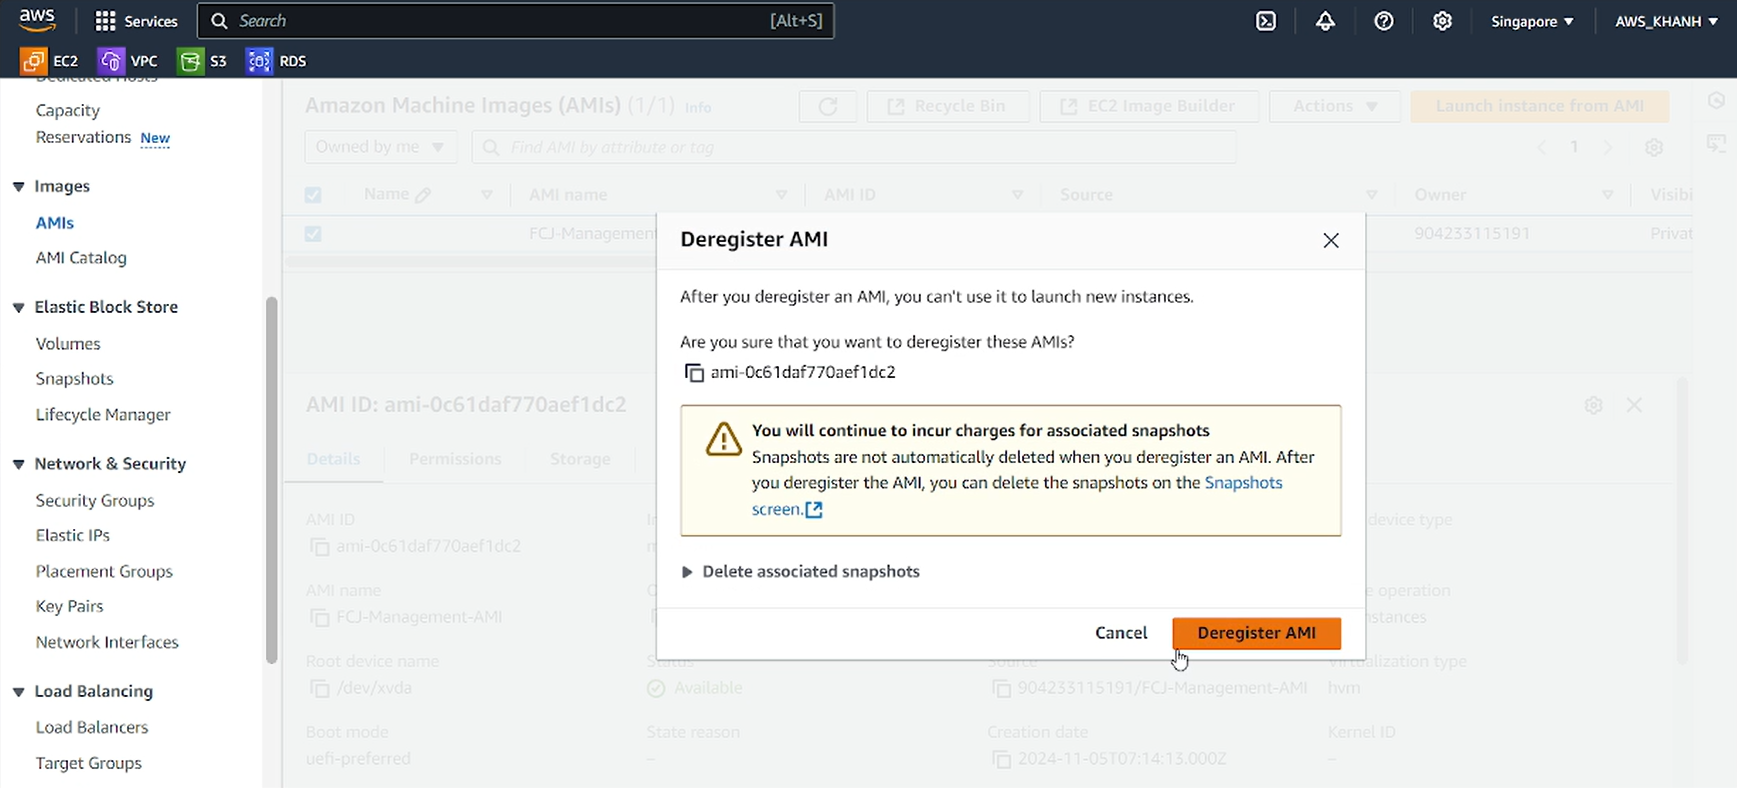 aws
Services
Search
[Alt+S]
Singapore
AWS_KHANH
EC2
VPC
S3
RDS
Dedicated Hosts
Capacity
Reservations New
Images
AMIs
AMI Catalog
Elastic Block Store
Volumes
Snapshots
Lifecycle Manager
Network & Security
Security Groups
Elastic IPs
Placement Groups
Key Pairs
Network Interfaces
Load Balancing
Load Balancers
Target Groups
Amazon Machine Images (AMIs) (1/1) Info
Recycle Bin
EC2 Image Builder
Actions
Launch instance from AMI
Owned by me
Find AMI by attribute or tag
1
Name
AMI name
AMI ID
Source
Owner
Visibi
FCJ-Management
904233115191
Privat
Deregister AMI
After you deregister an AMI, you can't use it to launch new instances.
Are you sure that you want to deregister these AMIs?
ami-0c61daf770aef1dc2
You will continue to incur charges for associated snapshots
Snapshots are not automatically deleted when you deregister an AMI. After
you deregister the AMI, you can delete the snapshots on the Snapshots
screen.
Delete associated snapshots
Cancel
Deregister AMI
AMI ID: ami-0c61daf770aef1dc2
Details
Permissions
Storage
AMI ID
ami-0c61daf770aef1dc2
device type
AMI name
FCJ-Management-AMI
operation
nstances
Root device name
/dev/xvda
Status
Available
Source
904233115191/FCJ-Management-AMI
Virtualization type
hvm
Boot mode
uefi-preferred
State reason
–
Creation date
2024-11-05T07:14:13.000Z
Kernel ID
–